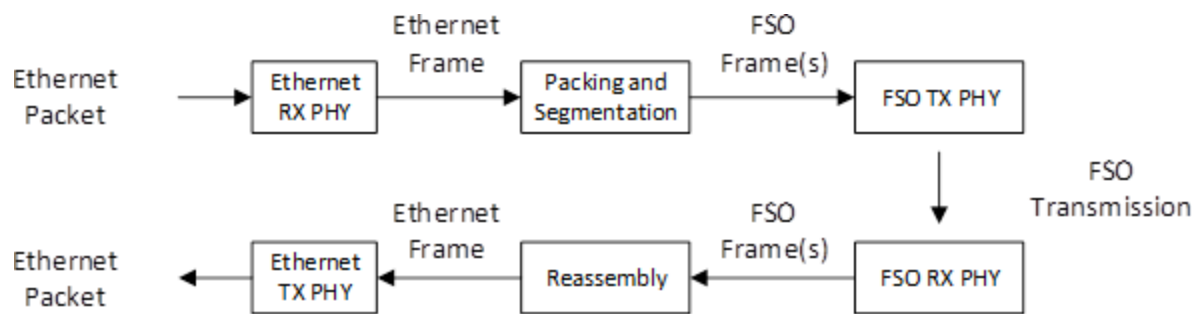 Ethernet
Frame
FSO
Frame(s)
Ethernet
Packet
Ethernet
RX PHY
Packing and
Segmentation
FSO TX PHY
FSO
Transmission
Ethernet
Frame
FSO
Frame(s)
Ethernet
Packet
Ethernet
TX PHY
Reassembly
FSO RX PHY